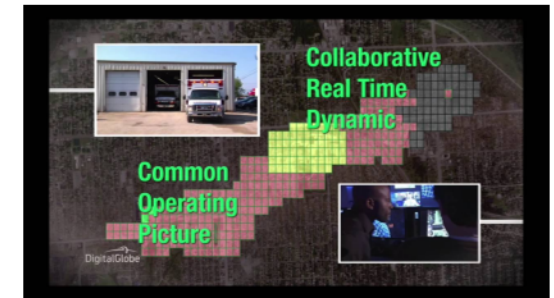 Collaborative
Real Time
Dynamic
Common
Operating
Picture
DigitalGlobe